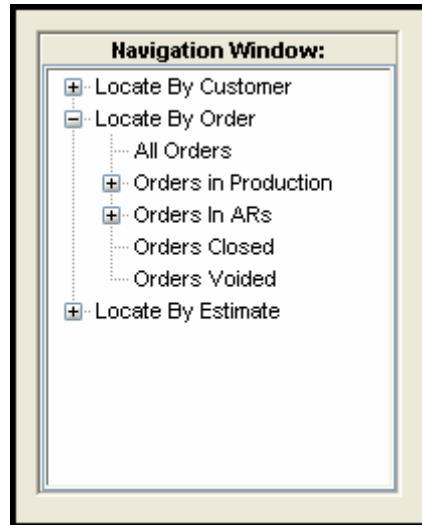 Navigation Window:
Locate By Customer
Locate By Order
All Orders
Orders in Production
Orders In ARs
Orders Closed
Orders Voided
Locate By Estimate